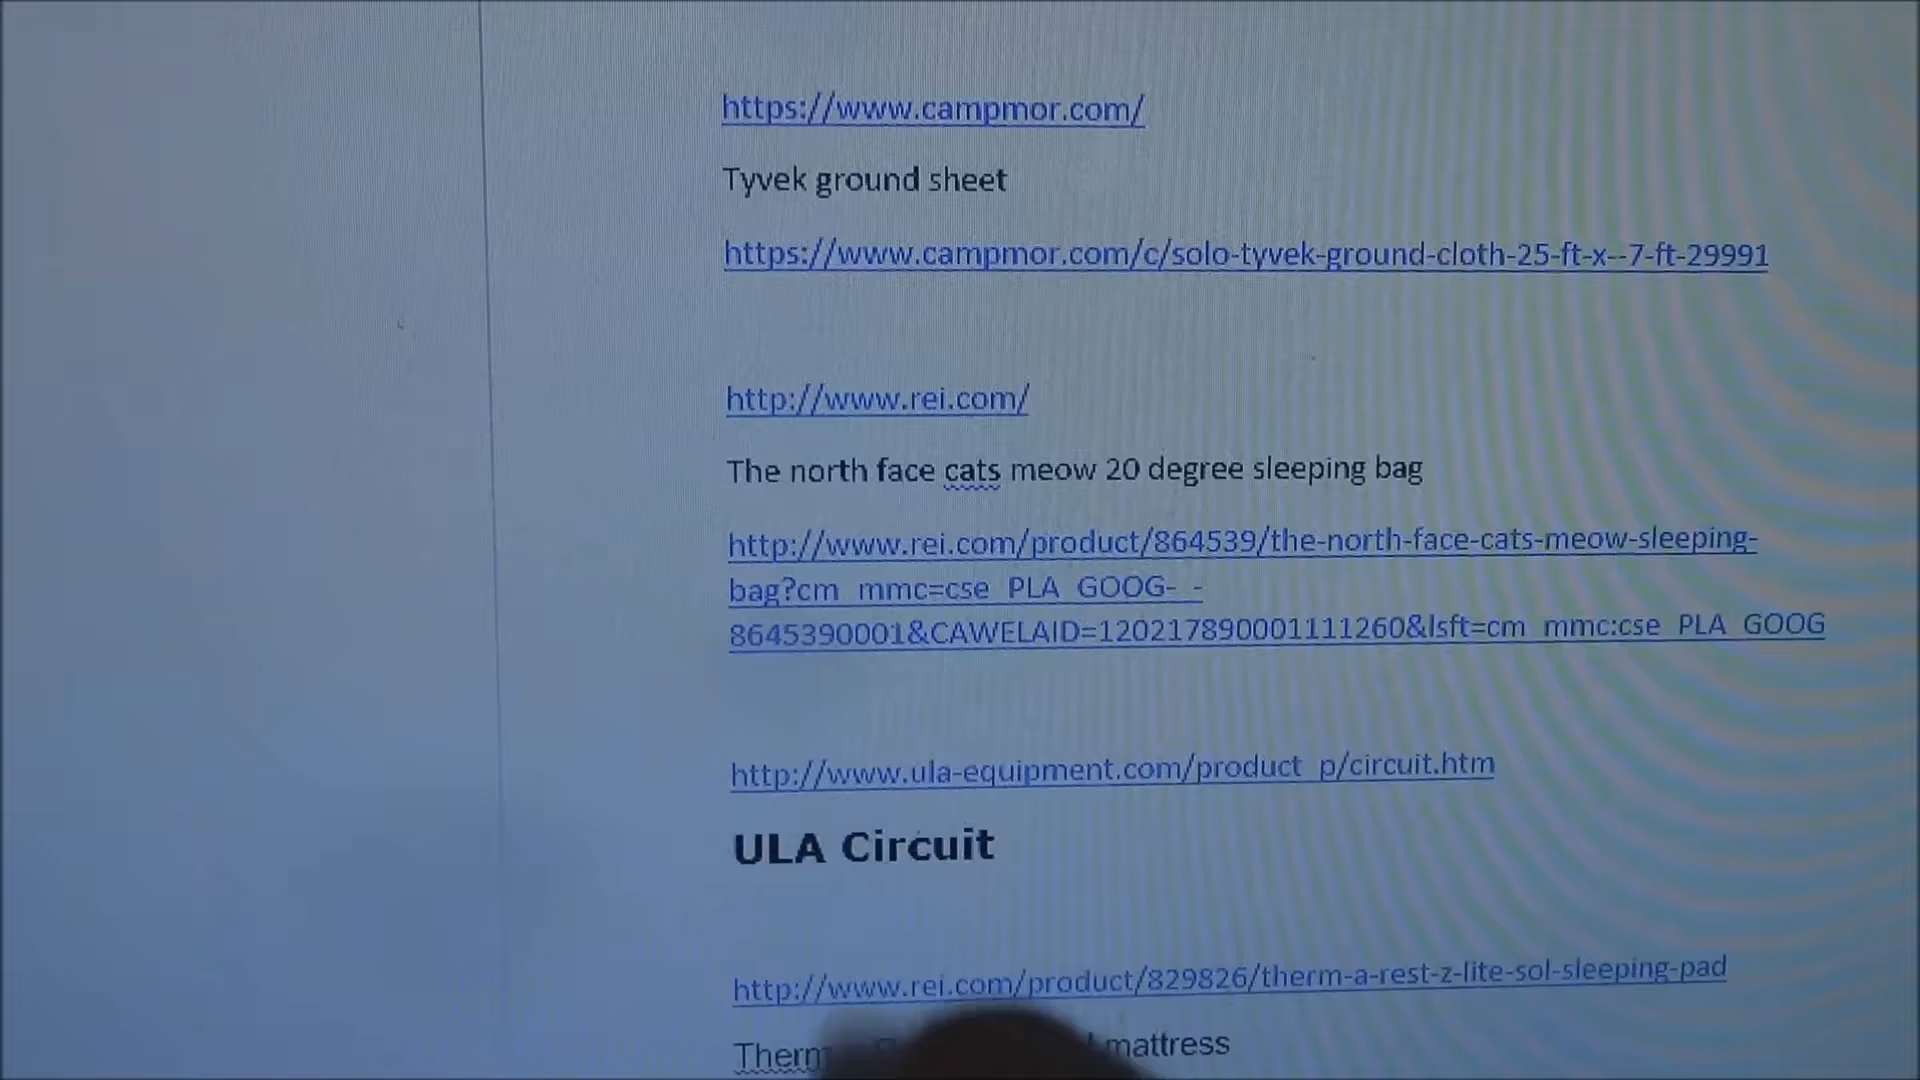 https://www.campmor.com/
Tyvek ground sheet
https://www.campmor.com/c/solo-tyvek-ground-cloth-25-ft-x--7-ft-29991
http://www.rei.com/
The north face cats meow 20 degree sleeping bag
http://www.rei.com/product/864539/the-north-face-cats-meow-sleeping-
bag?cm_mmc=cse_PLA_GOOG-_-
8645390001&CAWELAID=120217890001111260&lsft=cm_mmc:cse_PLA_GOOG
http://www.ula-equipment.com/product_p/circuit.htm
ULA Circuit
http://www.rei.com/product/829826/therm-a-rest-z-lite-sol-sleeping-pad
mattress